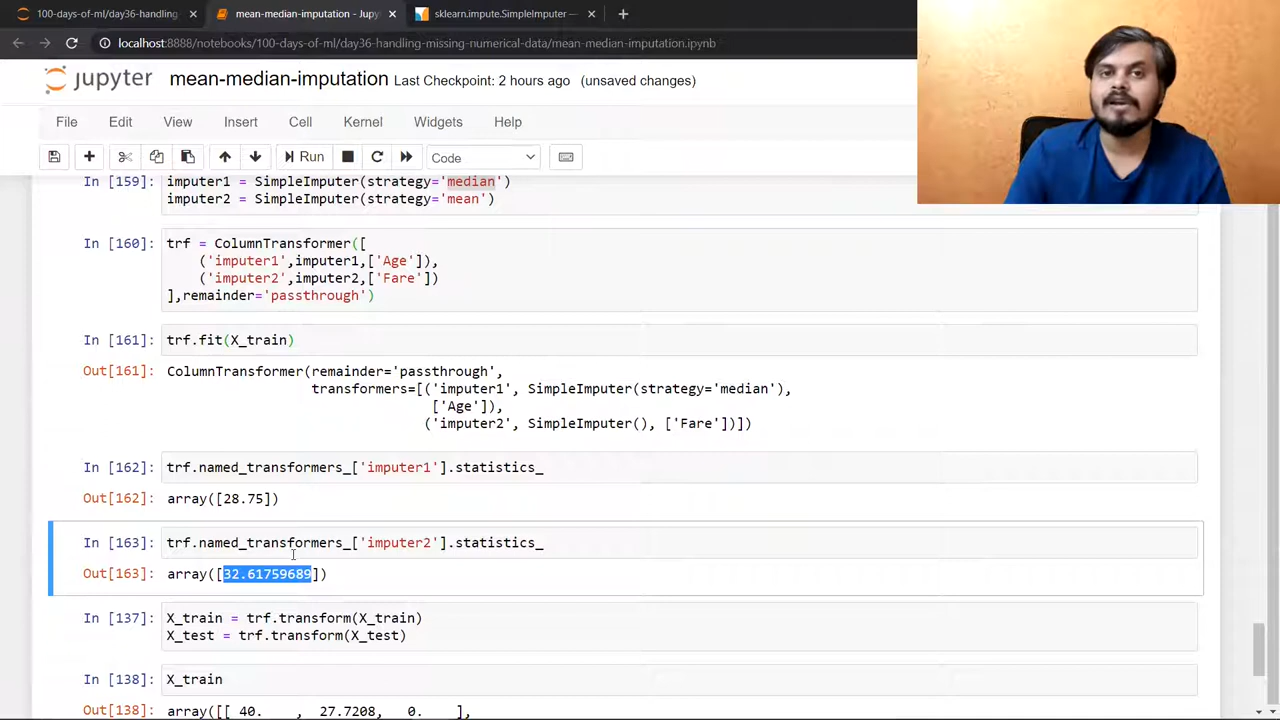 100-days-of-ml/day36-handling
mean-median-imputation - Jupy
sklearn.impute.SimpleImputer —
localhost:8888/notebooks/100-days-of-ml/day36-handling-missing-numerical-data/mean-median-imputation.ipynb
jupyter mean-median-imputation Last Checkpoint: 2 hours ago (unsaved changes)
File Edit View Insert Cell Kernel Widgets Help
Run Code
In [159]: imputer1 = SimpleImputer(strategy='median')
imputer2 = SimpleImputer(strategy='mean')
In [160]: trf = ColumnTransformer([
('imputer1',imputer1,['Age']),
('imputer2',imputer2,['Fare'])
],remainder='passthrough')
In [161]: trf.fit(X_train)
Out[161]: ColumnTransformer(remainder='passthrough',
transformers=[('imputer1', SimpleImputer(strategy='median'),
['Age']),
('imputer2', SimpleImputer(), ['Fare'])])
In [162]: trf.named_transformers_['imputer1'].statistics_
Out[162]: array([28.75])
In [163]: trf.named_transformers_['imputer2'].statistics_
Out[163]: array([32.61759689])
In [137]: X_train = trf.transform(X_train)
X_test = trf.transform(X_test)
In [138]: X_train
Out[138]: array([[ 40. , 27.7208, 0. ],